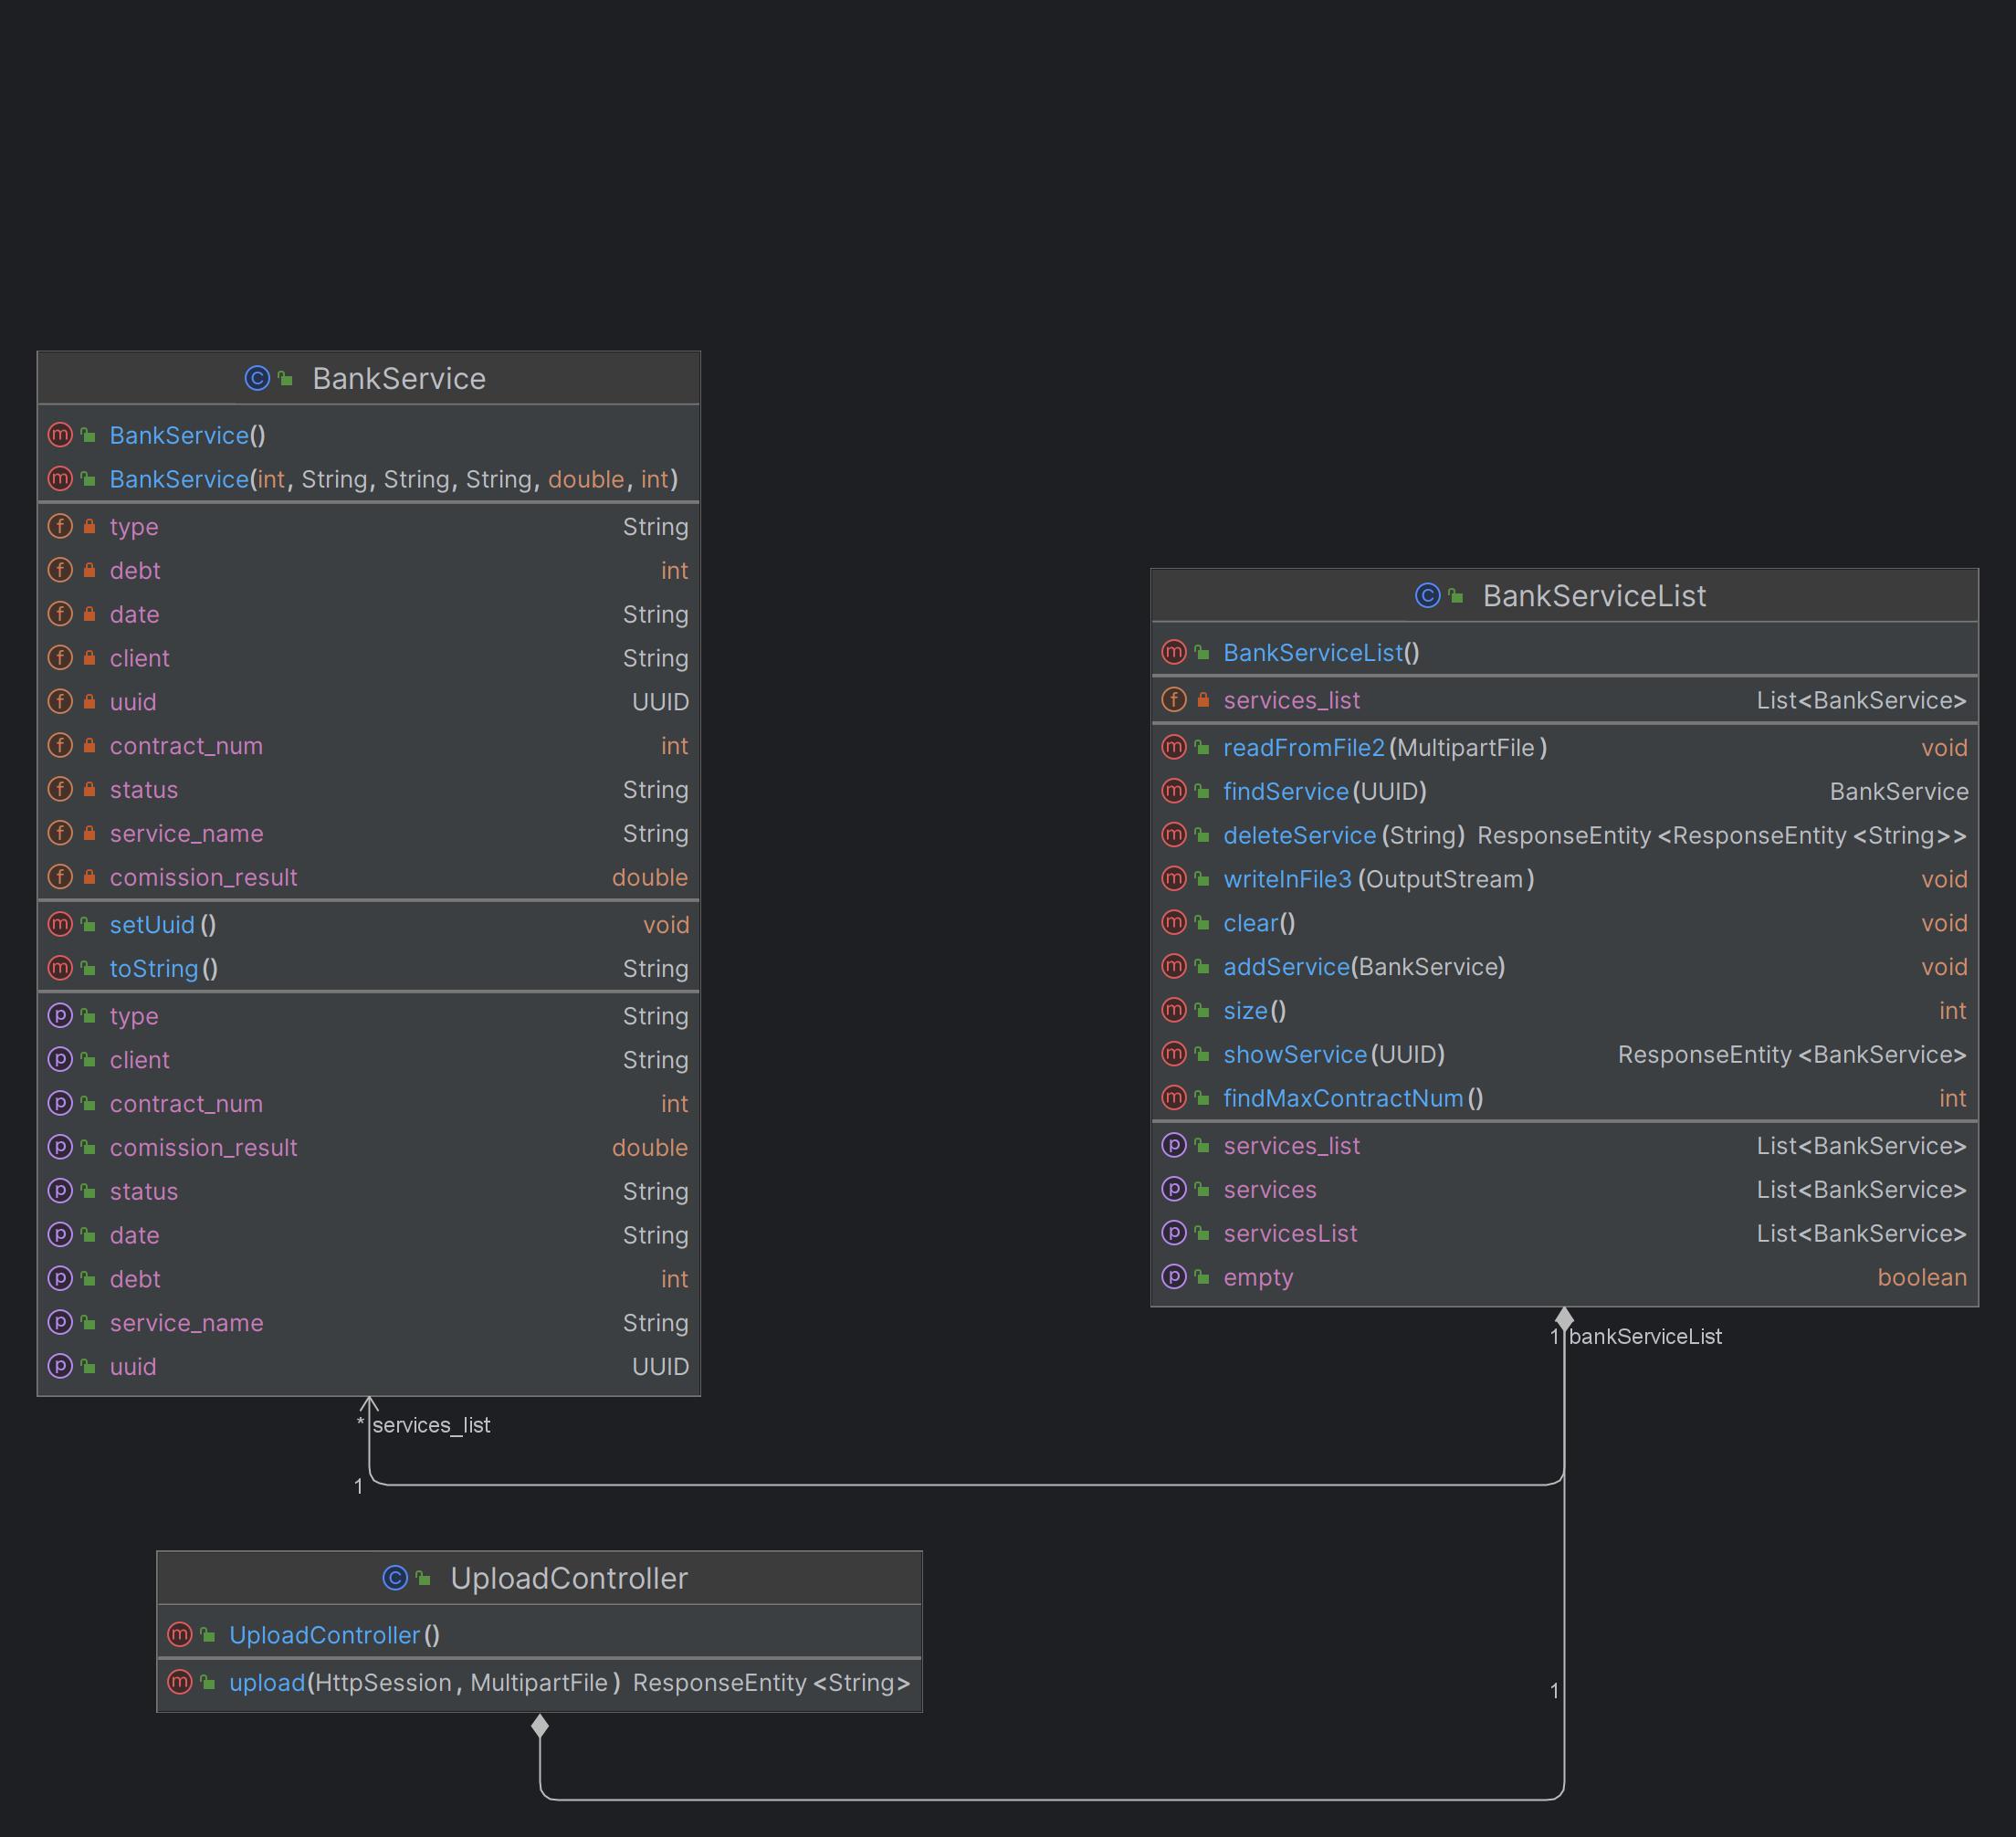 BankService
BankService()
BankService(int, String, String, String, double, int)
type String
debt int
date String
client String
uuid UUID
contract_num int
status String
service_name String
comission_result double
setUuid() void
toString() String
type String
client String
contract_num int
comission_result double
status String
date String
debt int
service_name String
uuid UUID
BankServiceList
BankServiceList()
services_list List<BankService>
readFromFile2(MultipartFile) void
findService(UUID) BankService
deleteService(String) ResponseEntity<ResponseEntity<String>>
writeInFile3(OutputStream) void
clear() void
addService(BankService) void
size() int
showService(UUID) ResponseEntity<BankService>
findMaxContractNum() int
services_list List<BankService>
services List<BankService>
servicesList List<BankService>
empty boolean
1 bankServiceList
* services_list
1
UploadController
UploadController()
upload(HttpSession, MultipartFile) ResponseEntity<String>
1